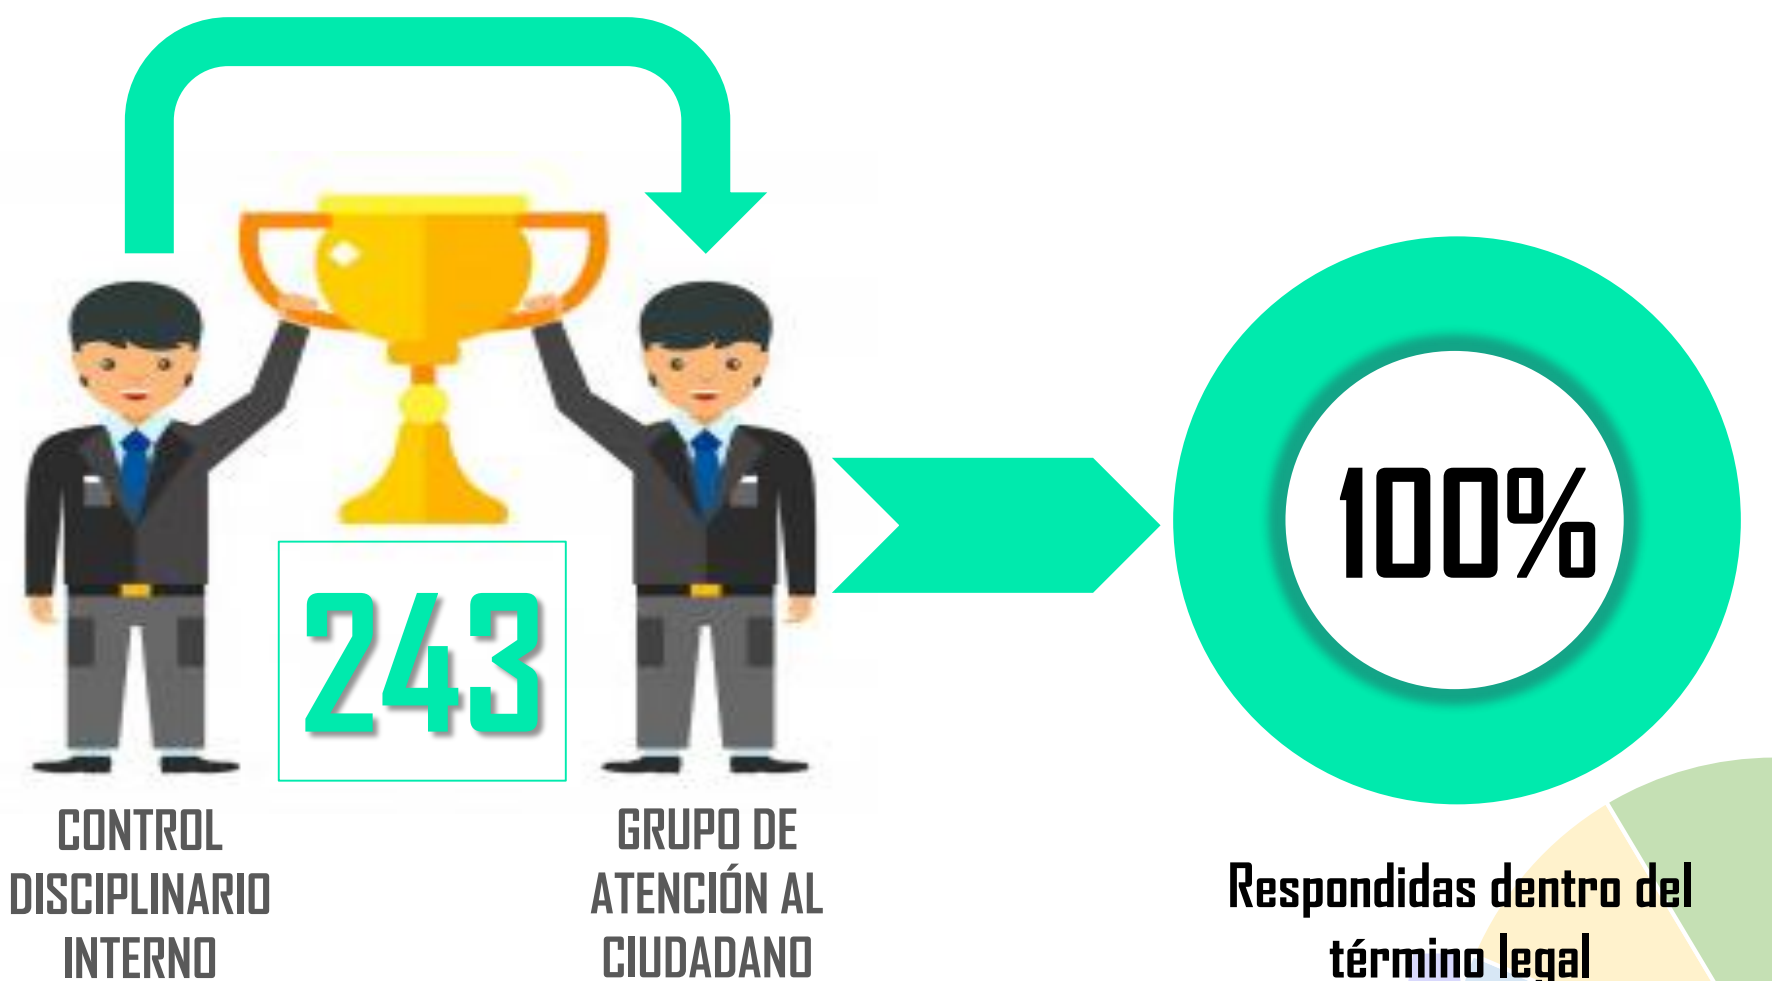 243
CONTROL
DISCIPLINARIO
INTERNO
GRUPO DE
ATENCIÓN AL
CIUDADANO
100%
Respondidas dentro del
término legal